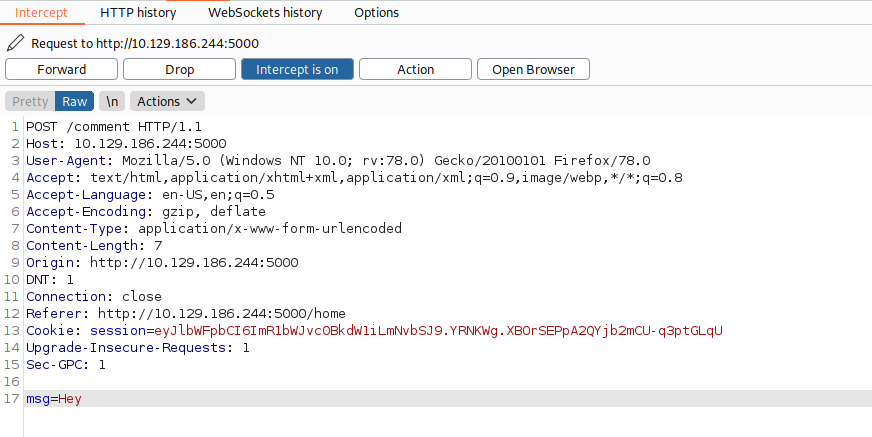 Intercept HTTP history WebSockets history Options
Request to http://10.129.186.244:5000
Forward Drop Intercept is on Action Open Browser
Pretty Raw \n Actions
1 POST /comment HTTP/1.1
2 Host: 10.129.186.244:5000
3 User-Agent: Mozilla/5.0 (Windows NT 10.0; rv:78.0) Gecko/20100101 Firefox/78.0
4 Accept: text/html,application/xhtml+xml,application/xml;q=0.9,image/webp,*/*;q=0.8
5 Accept-Language: en-US,en;q=0.5
6 Accept-Encoding: gzip, deflate
7 Content-Type: application/x-www-form-urlencoded
8 Content-Length: 7
9 Origin: http://10.129.186.244:5000
10 DNT: 1
11 Connection: close
12 Referer: http://10.129.186.244:5000/home
13 Cookie: session=eyJlbWFpbCI6ImR1bWJvc0BkdW1iLmNvbSJ9.YRNKWg.XBOrSEPpA2QYjb2mCU-q3ptGLqU
14 Upgrade-Insecure-Requests: 1
15 Sec-GPC: 1
16
17 msg=Hey